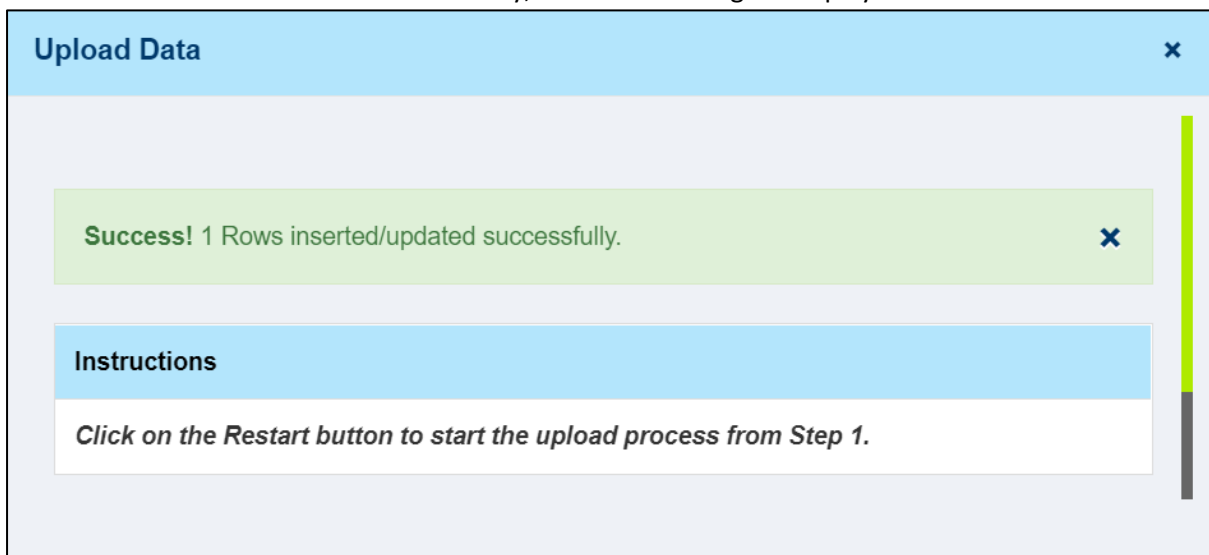 Upload Data
Success! 1 Rows inserted/updated successfully.
Instructions
Click on the Restart button to start the upload process from Step 1.